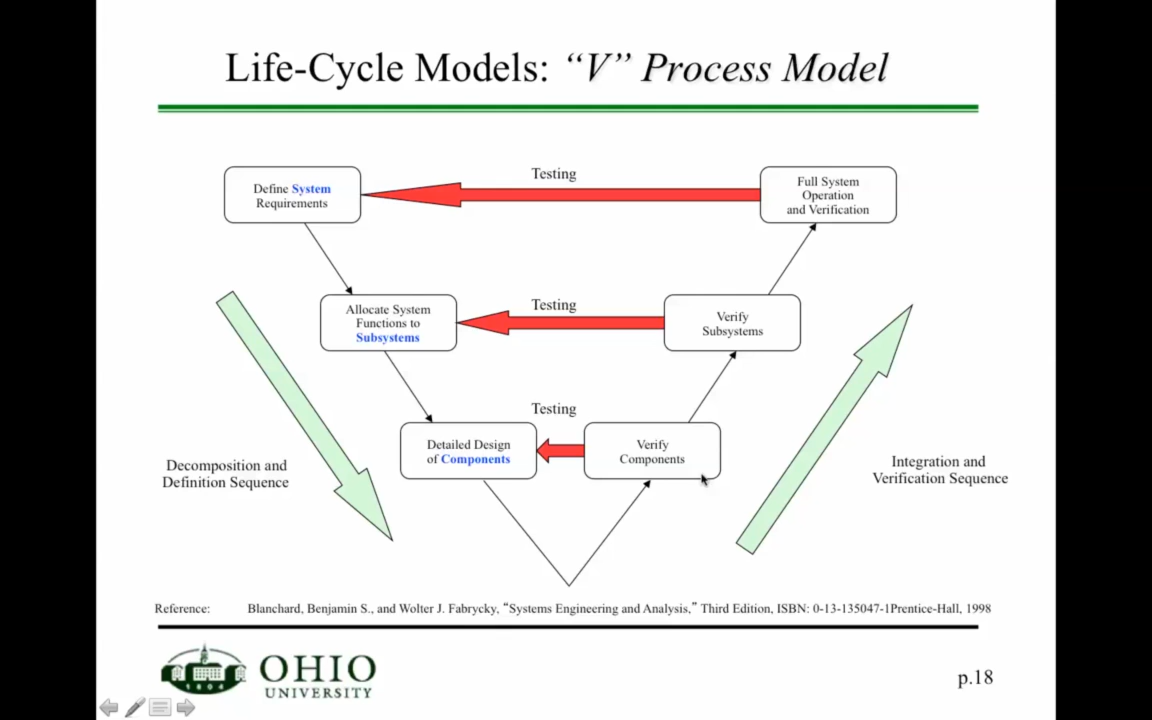 Life-Cycle Models: “V” Process Model
Testing
Define System
Requirements
Full System
Operation
and Verification
Testing
Allocate System
Functions to
Subsystems
Verify
Subsystems
Testing
Detailed Design
of Components
Verify
Components
Decomposition and
Definition Sequence
Integration and
Verification Sequence
Reference: Blanchard, Benjamin S., and Wolter J. Fabrycky, “Systems Engineering and Analysis,” Third Edition, ISBN: 0-13-135047-1Prentice-Hall, 1998
1804
OHIO
UNIVERSITY
p.18